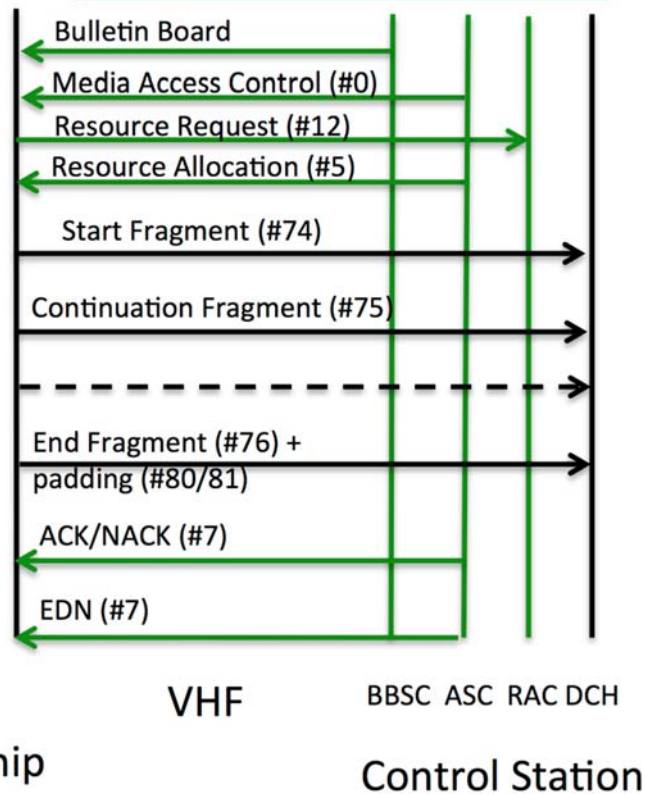 Bulletin Board
Media Access Control (#0)
Resource Request (#12)
Resource Allocation (#5)
Start Fragment (#74)
Continuation Fragment (#75)
End Fragment (#76) +
padding (#80/81)
ACK/NACK (#7)
EDN (#7)
VHF BBSC ASC RAC DCH
hip Control Station